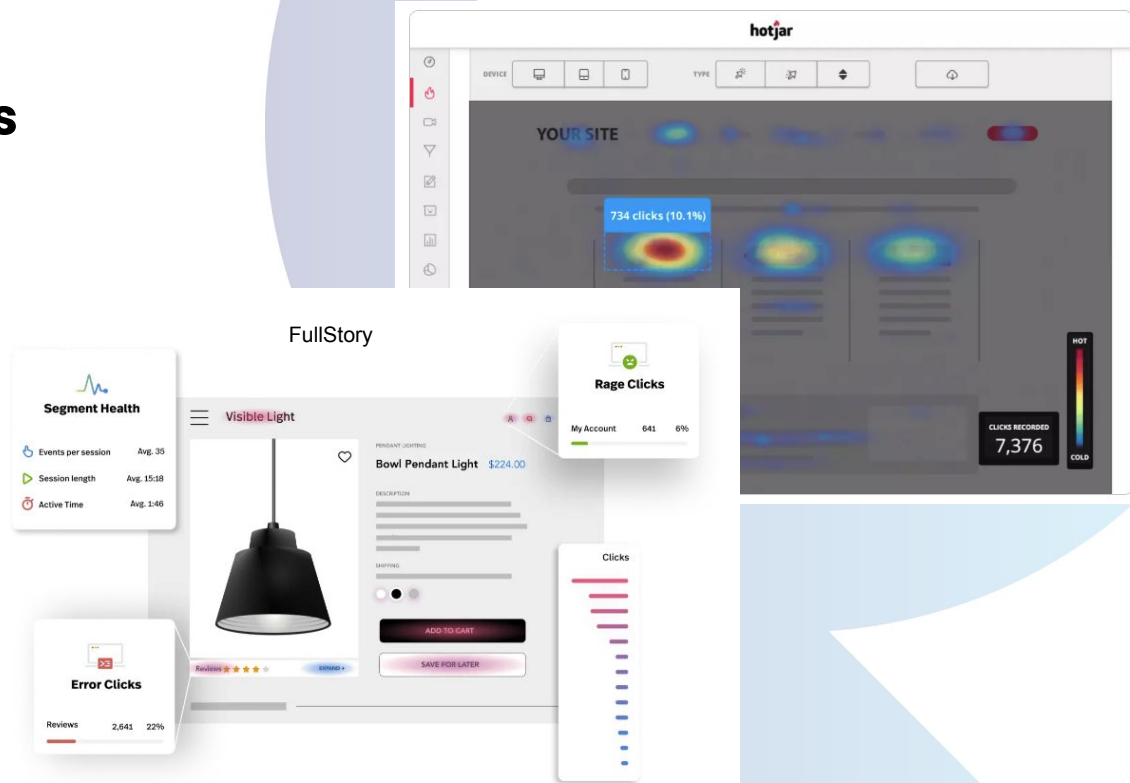 s
hotjar
DEVICE
TYPE
YOUR SITE
734 clicks (10.1%)
HOT
COLD
CLICKS RECORDED
7,376
FullStory
Segment Health
Events per session Avg. 35
Session length Avg. 15:18
Active Time Avg. 1:46
Visible Light
Rage Clicks
My Account 641 6%
PENDANT LIGHTING
Bowl Pendant Light $224.00
DESCRIPTION
SHIPPING
ADD TO CART
SAVE FOR LATER
Reviews
EXPAND +
Error Clicks
Reviews 2,641 22%
Clicks